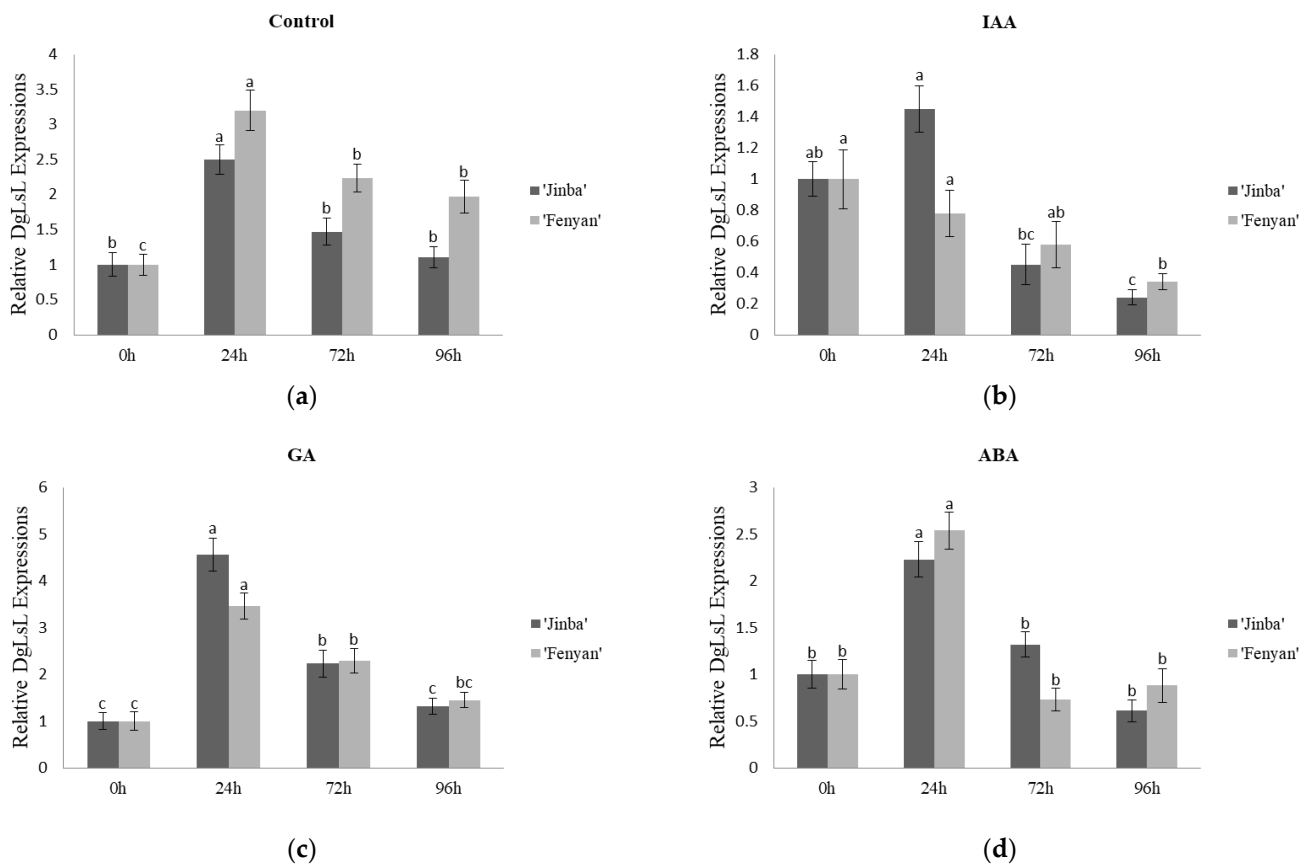 Control
Relative DgLsL Expressions
4
3.5
3
2.5
2
1.5
1
0.5
0
b
c
a
a
b
b
b
b
0h
24h
72h
96h
'Jinba'
'Fenyan'
(a)
IAA
Relative DgLsL Expressions
1.8
1.6
1.4
1.2
1
0.8
0.6
0.4
0.2
0
ab
a
a
a
bc
ab
c
b
0h
24h
72h
96h
'Jinba'
'Fenyan'
(b)
GA
Relative DgLsL Expressions
6
5
4
3
2
1
0
c
c
a
a
b
b
c
bc
0h
24h
72h
96h
'Jinba'
'Fenyan'
(c)
ABA
Relative DgLsL Expressions
3
2.5
2
1.5
1
0.5
0
b
b
a
a
b
b
b
b
0h
24h
72h
96h
'Jinba'
'Fenyan'
(d)